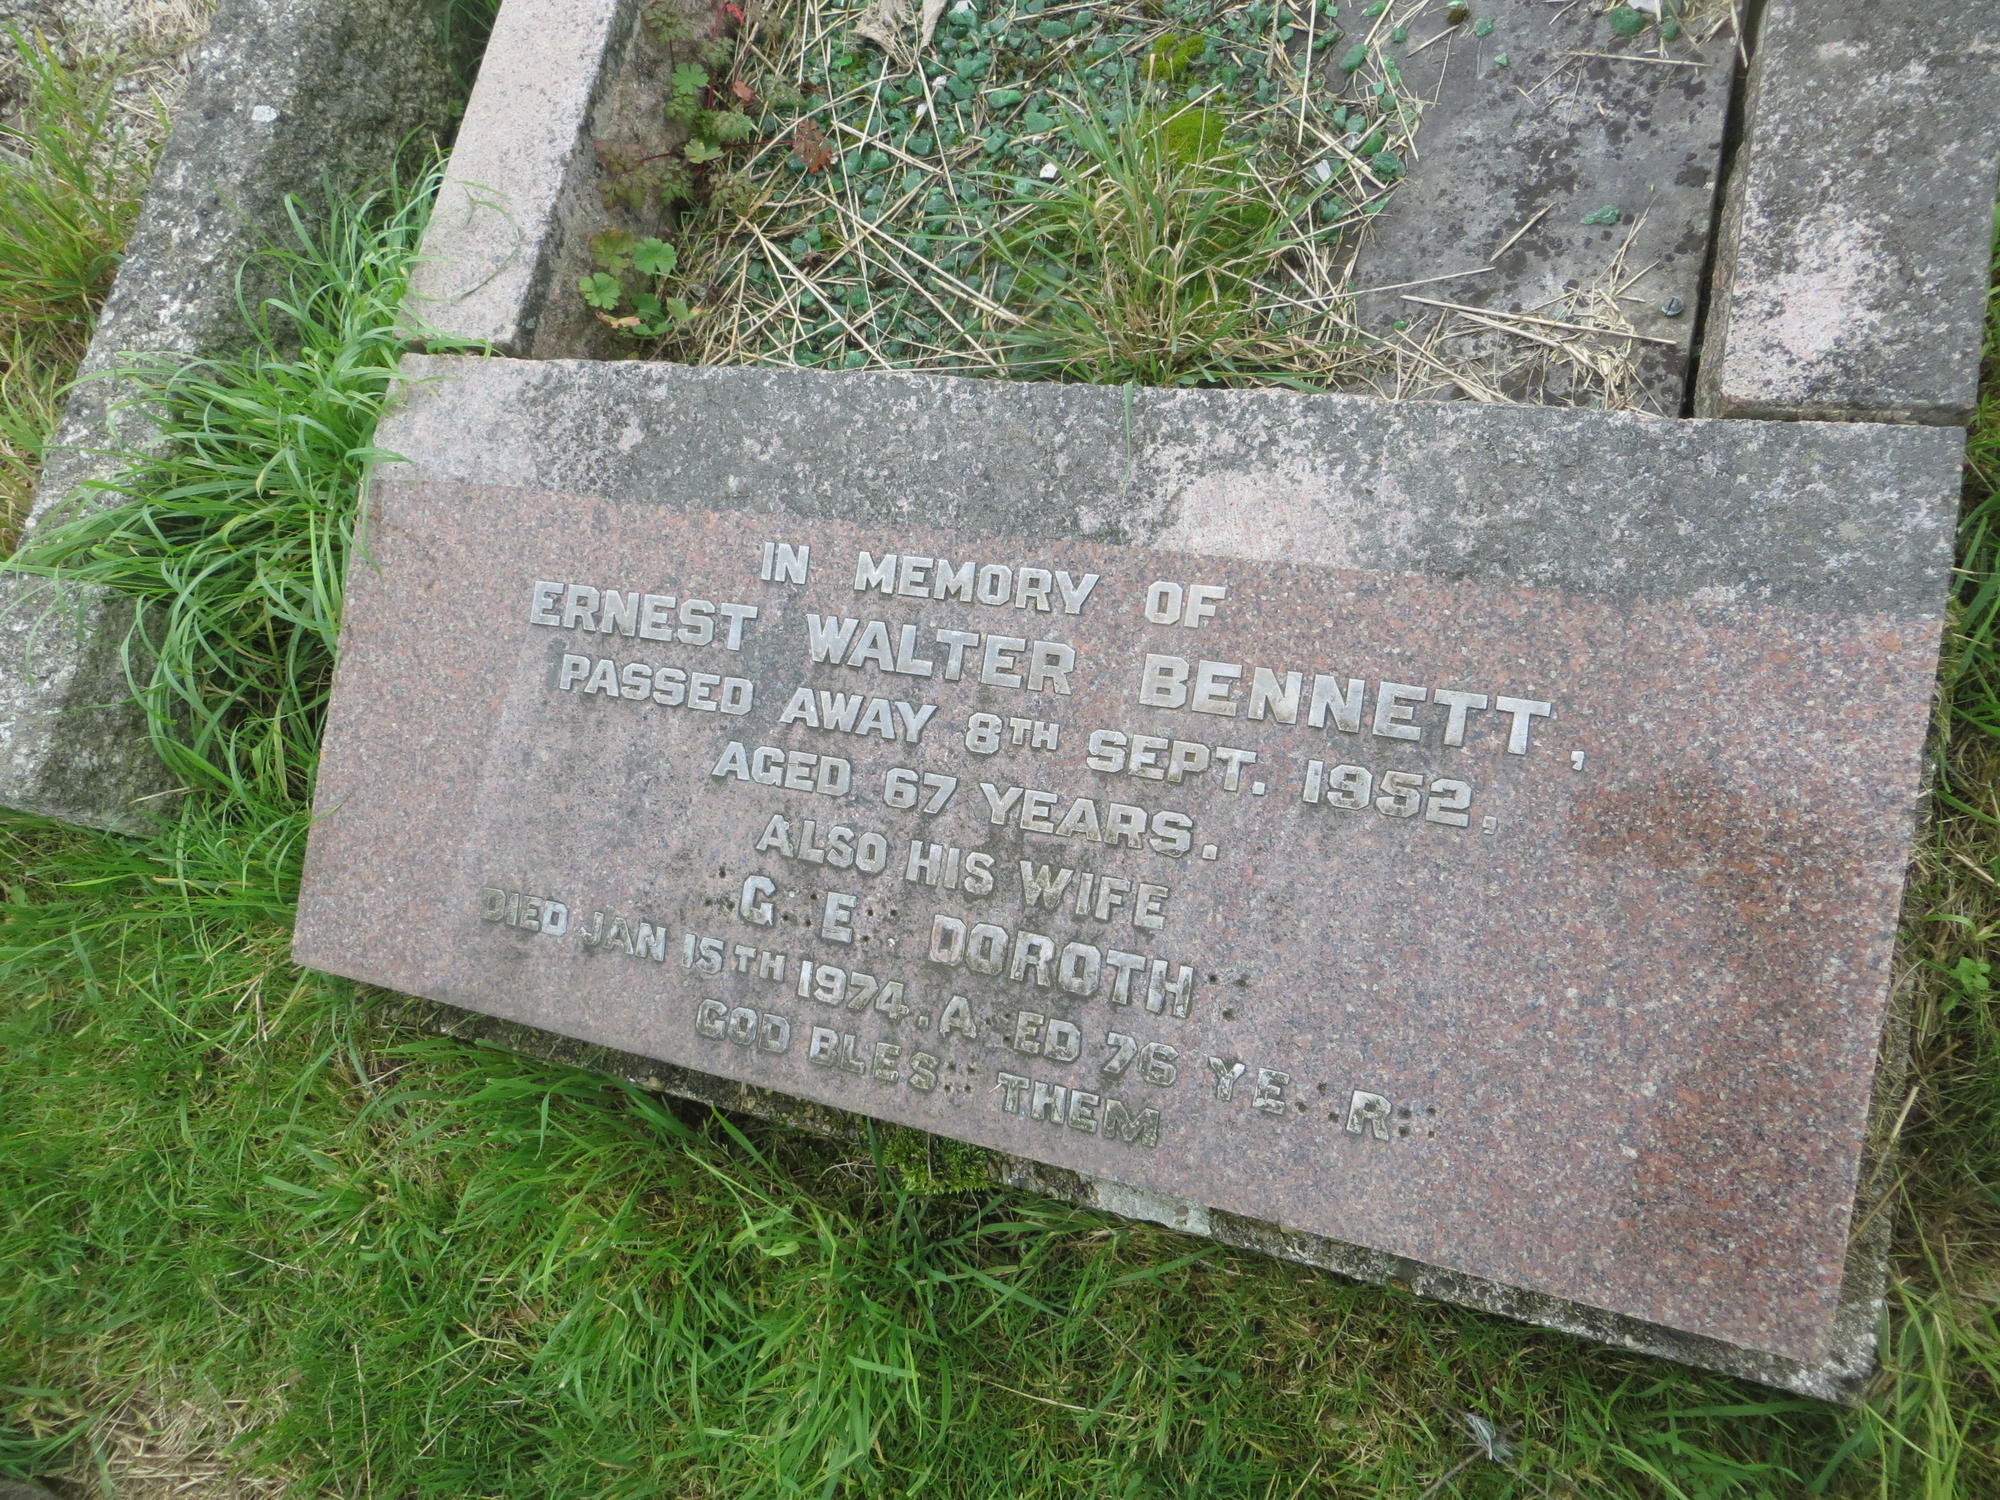 IN MEMORY OF
ERNEST WALTER BENNETT,
PASSED AWAY 8TH SEPT. 1952,
AGED 67 YEARS.
ALSO HIS WIFE
G E DOROTH
DIED JAN 15TH 1974. A ED 76 YE R
GOD BLES THEM